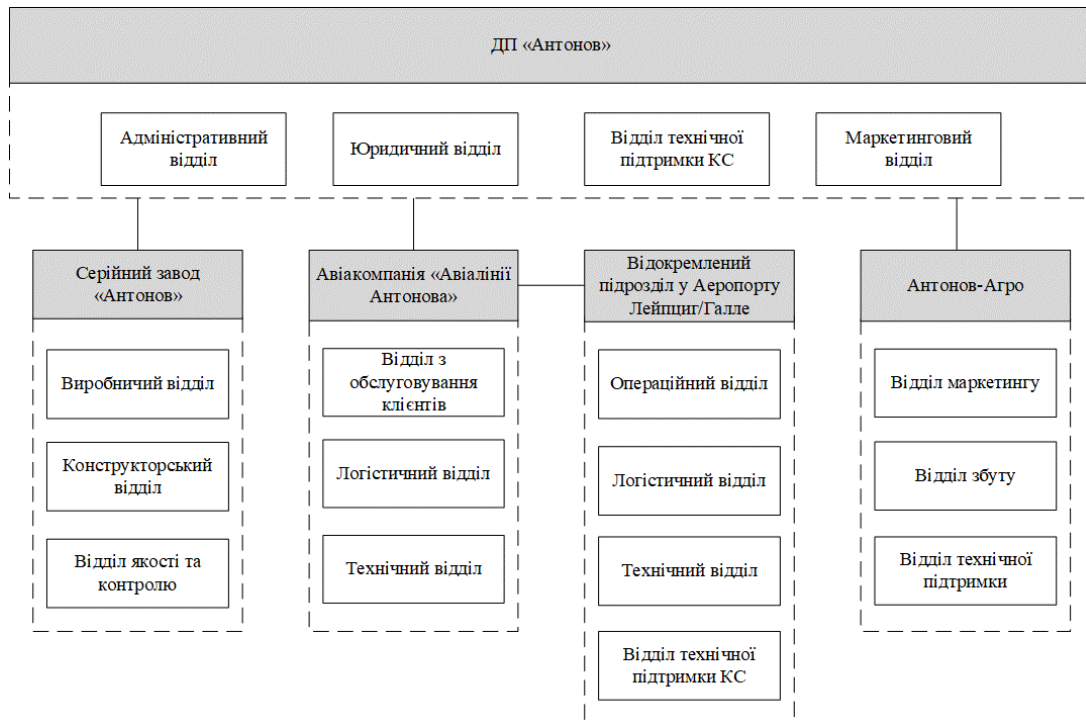 ДП «Антонов»
Адміністративний
відділ
Юридичний відділ
Відділ технічної
підтримки КС
Маркетинговий
відділ
Серійний завод
«Антонов»
Авіакомпанія «Авіалінії
Антонова»
Відокремлений
підрозділ у Аеропорту
Лейпциг/Галле
Антонов-Агро
Виробничий відділ
Конструкторський
відділ
Відділ якості та
контролю
Відділ з
обслуговування
клієнтів
Логістичний відділ
Технічний відділ
Операційний відділ
Логістичний відділ
Технічний відділ
Відділ технічної
підтримки КС
Відділ маркетингу
Відділ збуту
Відділ технічної
підтримки